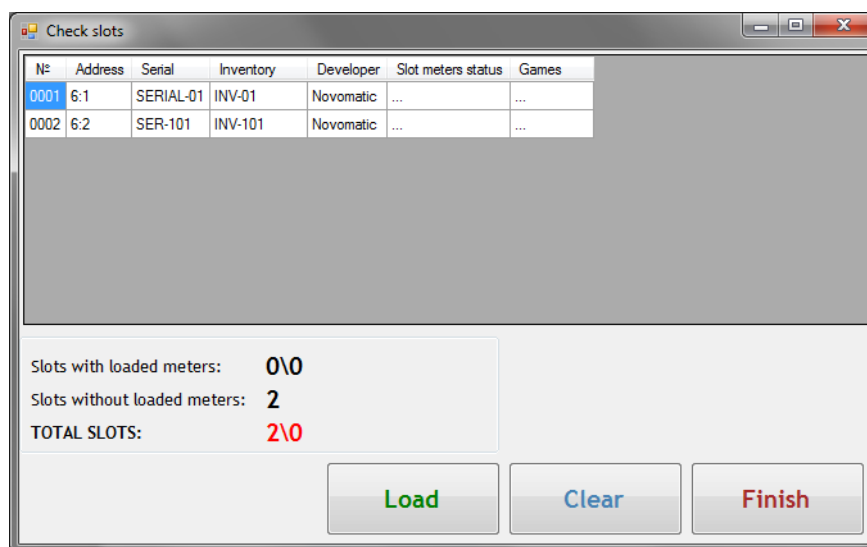 Check slots
№ Address Serial Inventory Developer Slot meters status Games
0001 6:1 SERIAL-01 INV-01 Novomatic ... ...
0002 6:2 SER-101 INV-101 Novomatic ... ...
Slots with loaded meters: 0\0
Slots without loaded meters: 2
TOTAL SLOTS: 2\0
Load Clear Finish